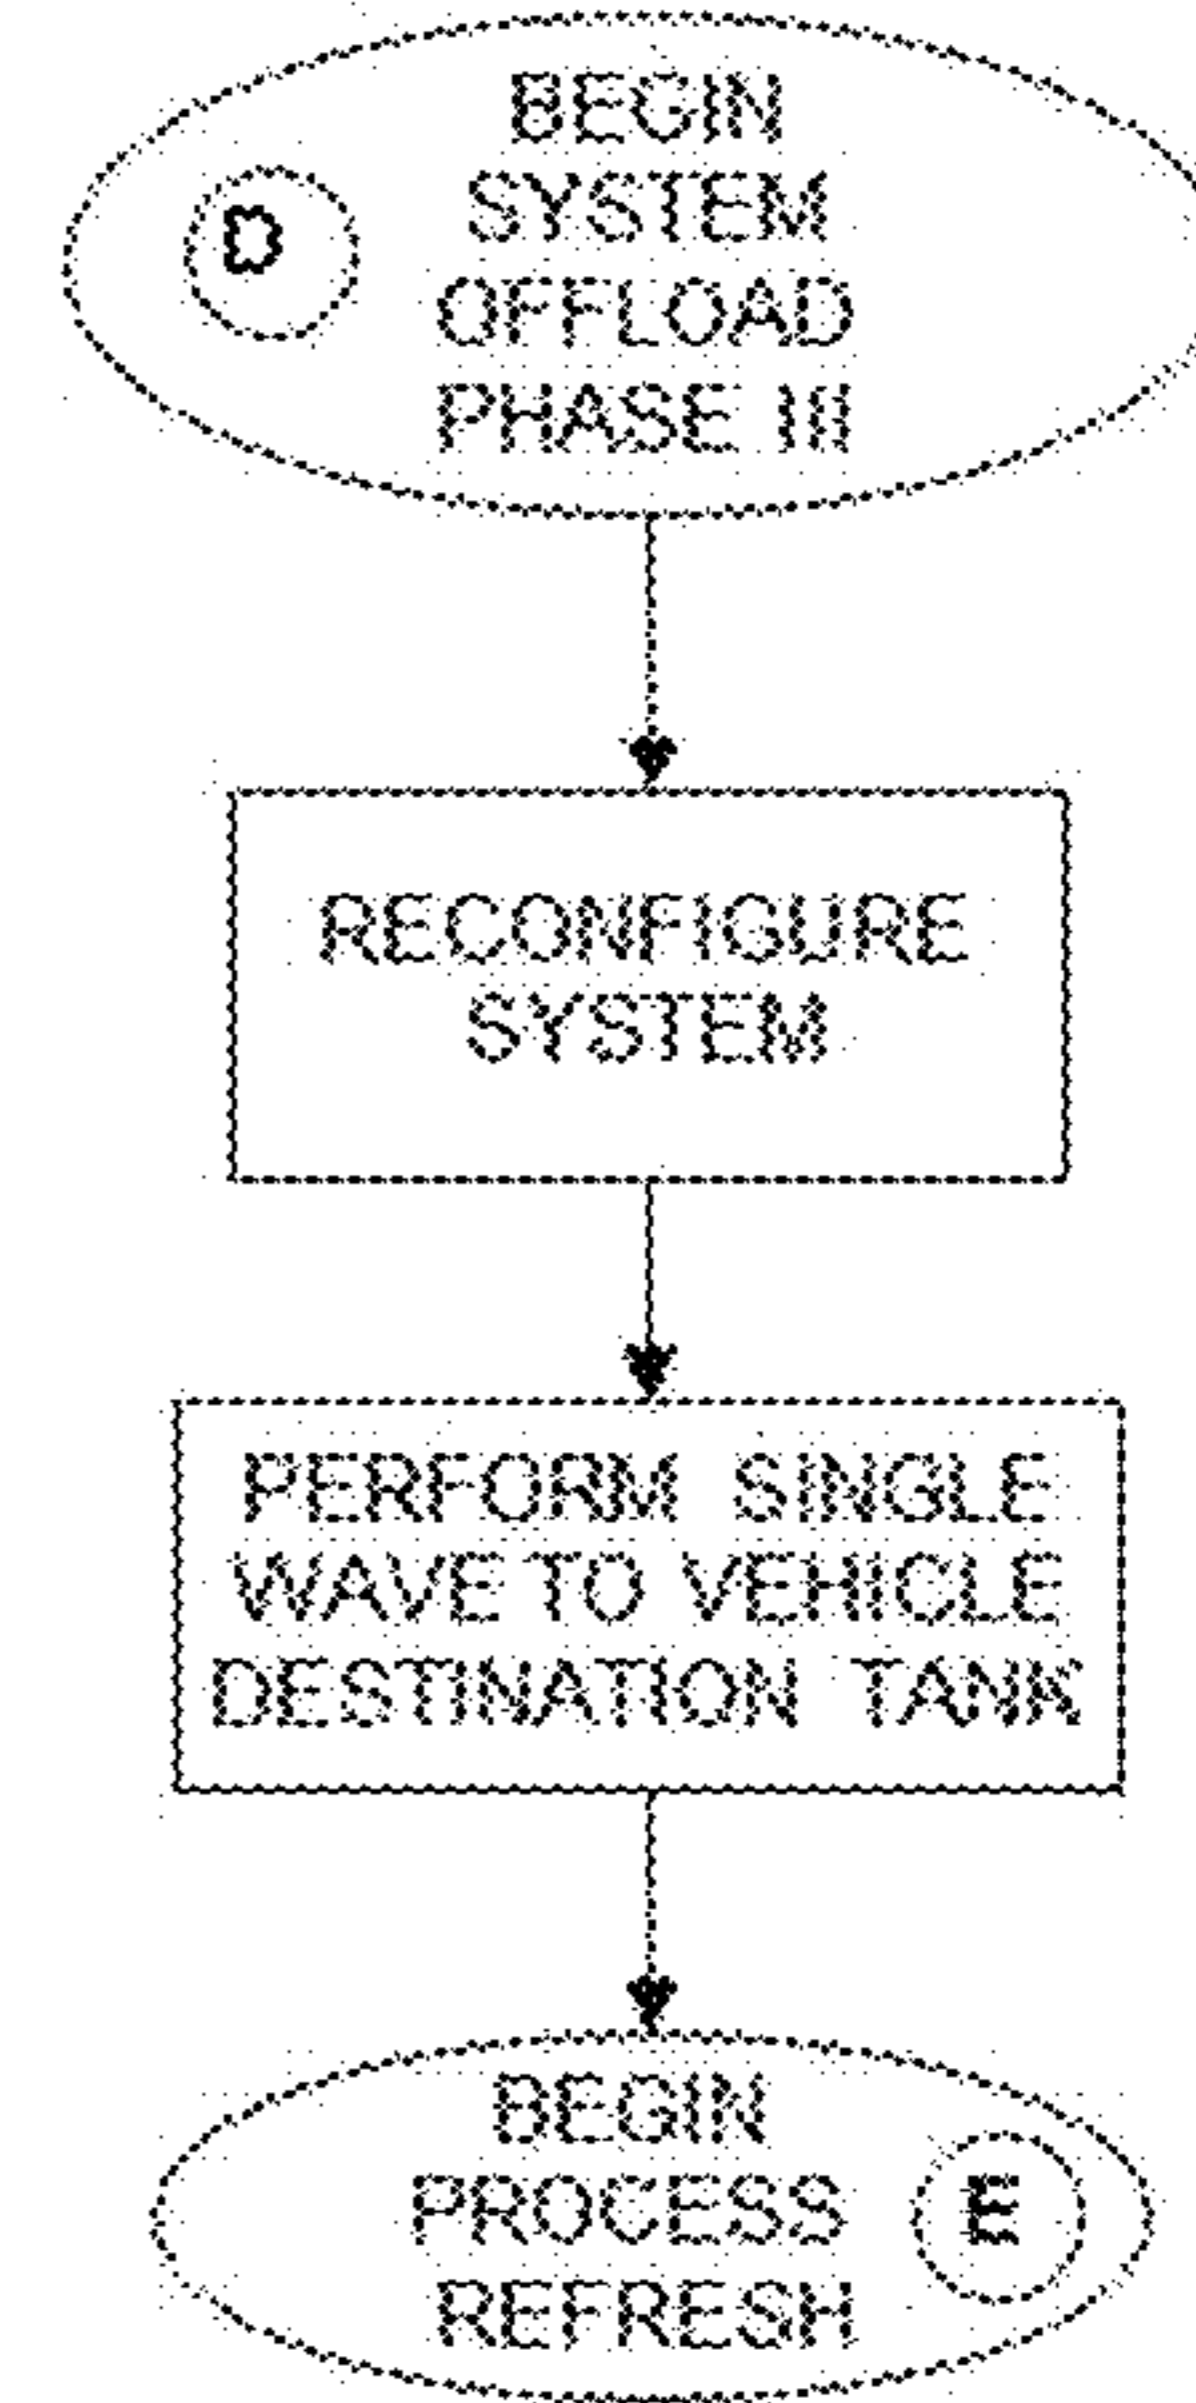 BEGIN
SYSTEM
D
OFFLOAD
PHASE III
RECONFIGURE
SYSTEM
PERFORM SINGLE
WAVE TO VEHICLE
DESTINATION TANK
BEGIN
PROCESS
E
REFRESH